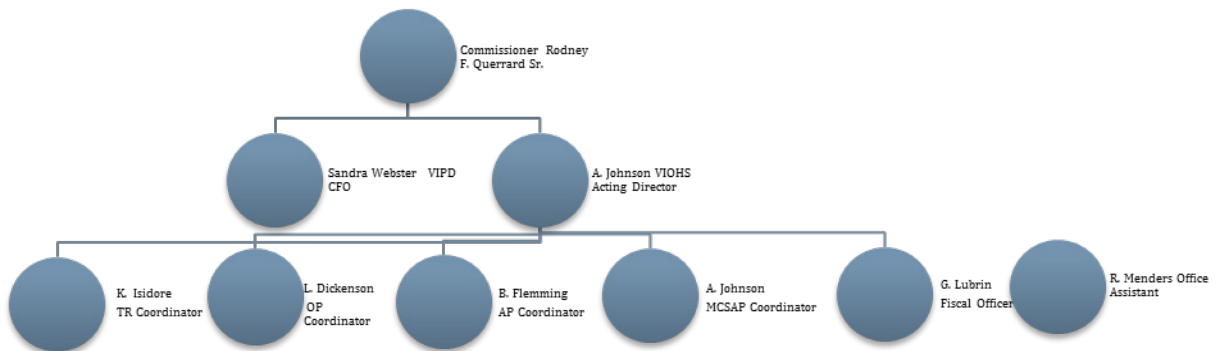 Commissioner Rodney
F. Querrard Sr.
Sandra Webster VIPD
CFO
A. Johnson VIOHS
Acting Director
K. Isidore
TR Coordinator
L. Dickenson
OP
Coordinator
B. Flemming
AP Coordinator
A. Johnson
MCSAP Coordinator
G. Lubrin
Fiscal Officer
R. Menders Office
Assistant